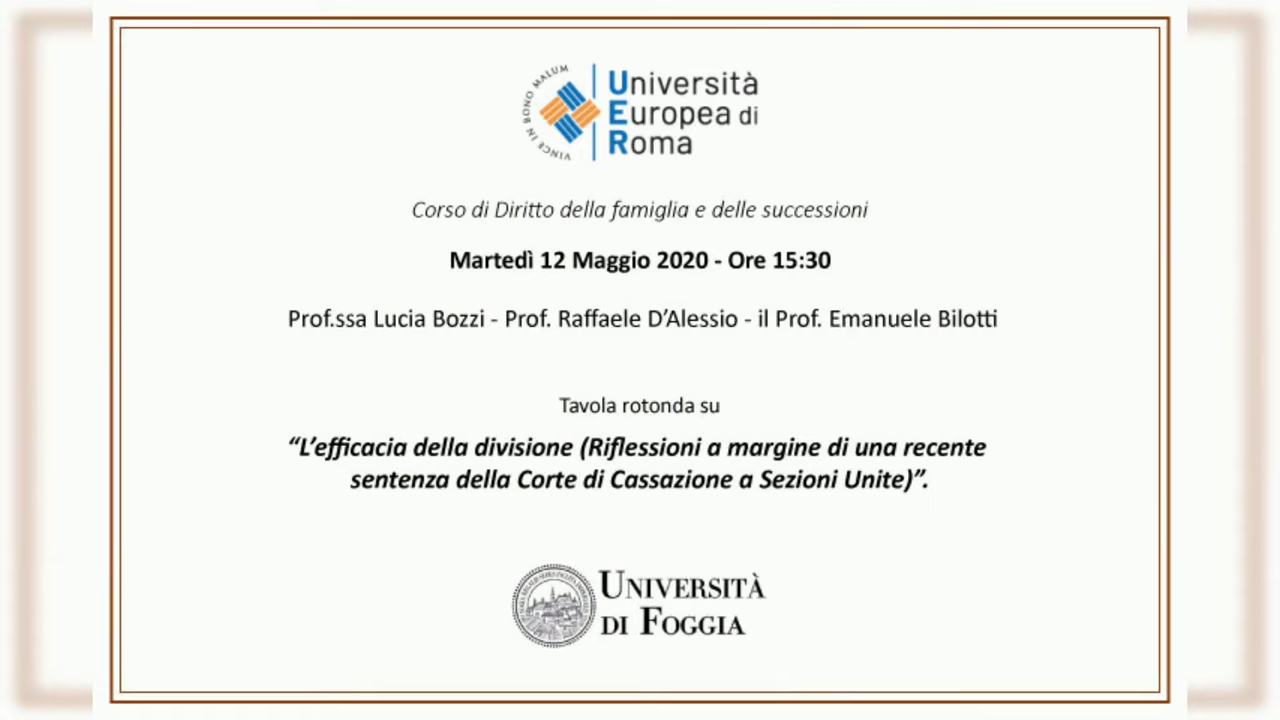 VINCE IN BONO MALUM
Università
Europea di
Roma
Corso di Diritto della famiglia e delle successioni
Martedì 12 Maggio 2020 - Ore 15:30
Prof.ssa Lucia Bozzi - Prof. Raffaele D’Alessio - il Prof. Emanuele Bilotti
Tavola rotonda su
“L’efficacia della divisione (Riflessioni a margine di una recente
sentenza della Corte di Cassazione a Sezioni Unite)”.
UNIVERSITÀ
DI FOGGIA